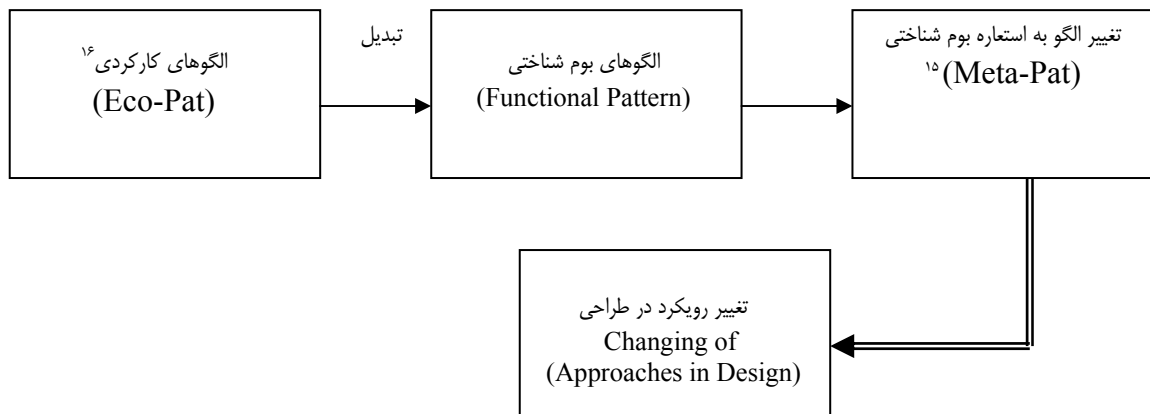 الگوهای کارکردی۱۶
(Eco-Pat)
تبدیل
الگوهای بوم شناختی
(Functional Pattern)
تغییر الگو به استعاره بوم شناختی
(Meta-Pat)۱۵
تغییر رویکرد در طراحی
Changing of
(Approaches in Design)